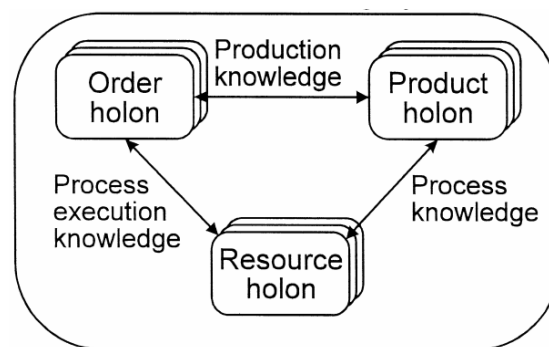 Production
knowledge
Order
holon
Product
holon
Process
execution
knowledge
Process
knowledge
Resource
holon